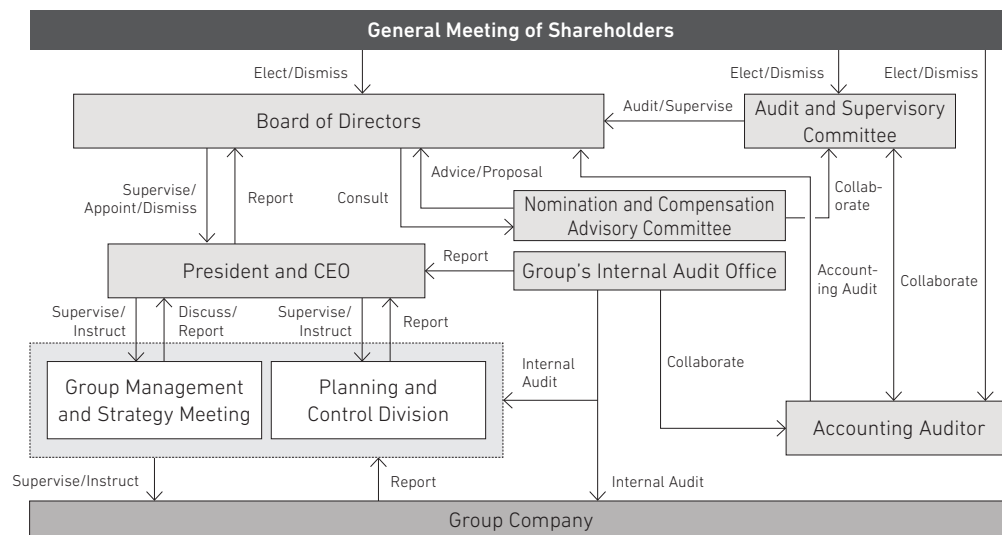 General Meeting of Shareholders
Elect/Dismiss
Elect/Dismiss
Elect/Dismiss
Board of Directors
Audit/Supervise
Audit and Supervisory
Committee
Supervise/
Appoint/Dismiss
Report
Consult
Advice/Proposal
Nomination and Compensation
Advisory Committee
Collab-
orate
President and CEO
Report
Group's Internal Audit Office
Account-
ing Audit
Collaborate
Supervise/
Instruct
Discuss/
Report
Supervise/
Instruct
Report
Group Management
and Strategy Meeting
Planning and
Control Division
Internal
Audit
Collaborate
Accounting Auditor
Supervise/Instruct
Report
Internal Audit
Group Company